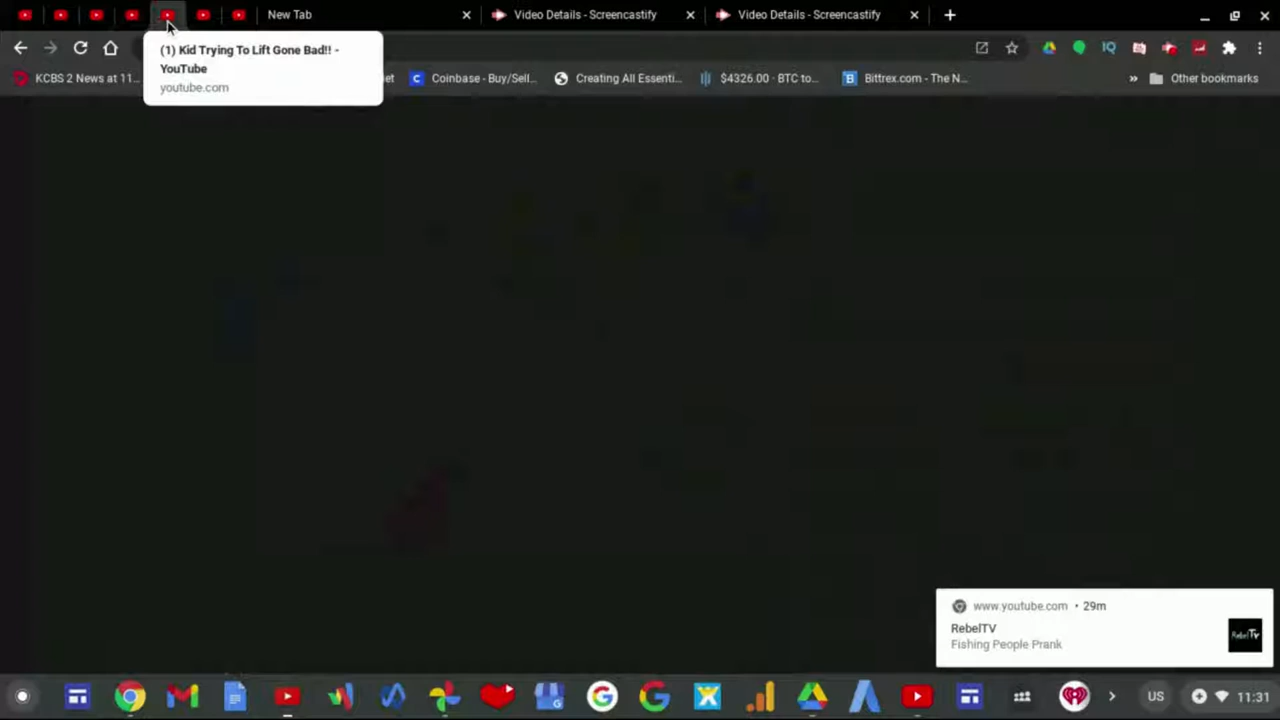 New Tab
Video Details - Screencastify
Video Details - Screencastify
(1) Kid Trying To Lift Gone Bad!! -
YouTube
youtube.com
KCBS 2 News at 11...
et
Coinbase - Buy/Sell...
Creating All Essenti...
$4326.00 · BTC to...
Bittrex.com - The N...
» Other bookmarks
www.youtube.com • 29m
RebelTV
Fishing People Prank
RebelTv
US
11:31